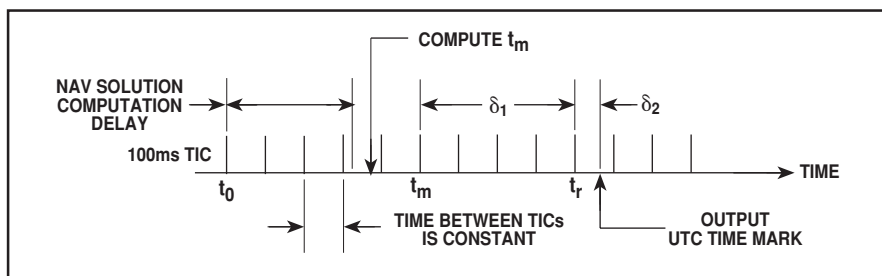 COMPUTE tm
NAV SOLUTION
COMPUTATION
DELAY
δ1
δ2
100ms TIC
TIME
t0
tm
tr
TIME BETWEEN TICs
IS CONSTANT
OUTPUT
UTC TIME MARK